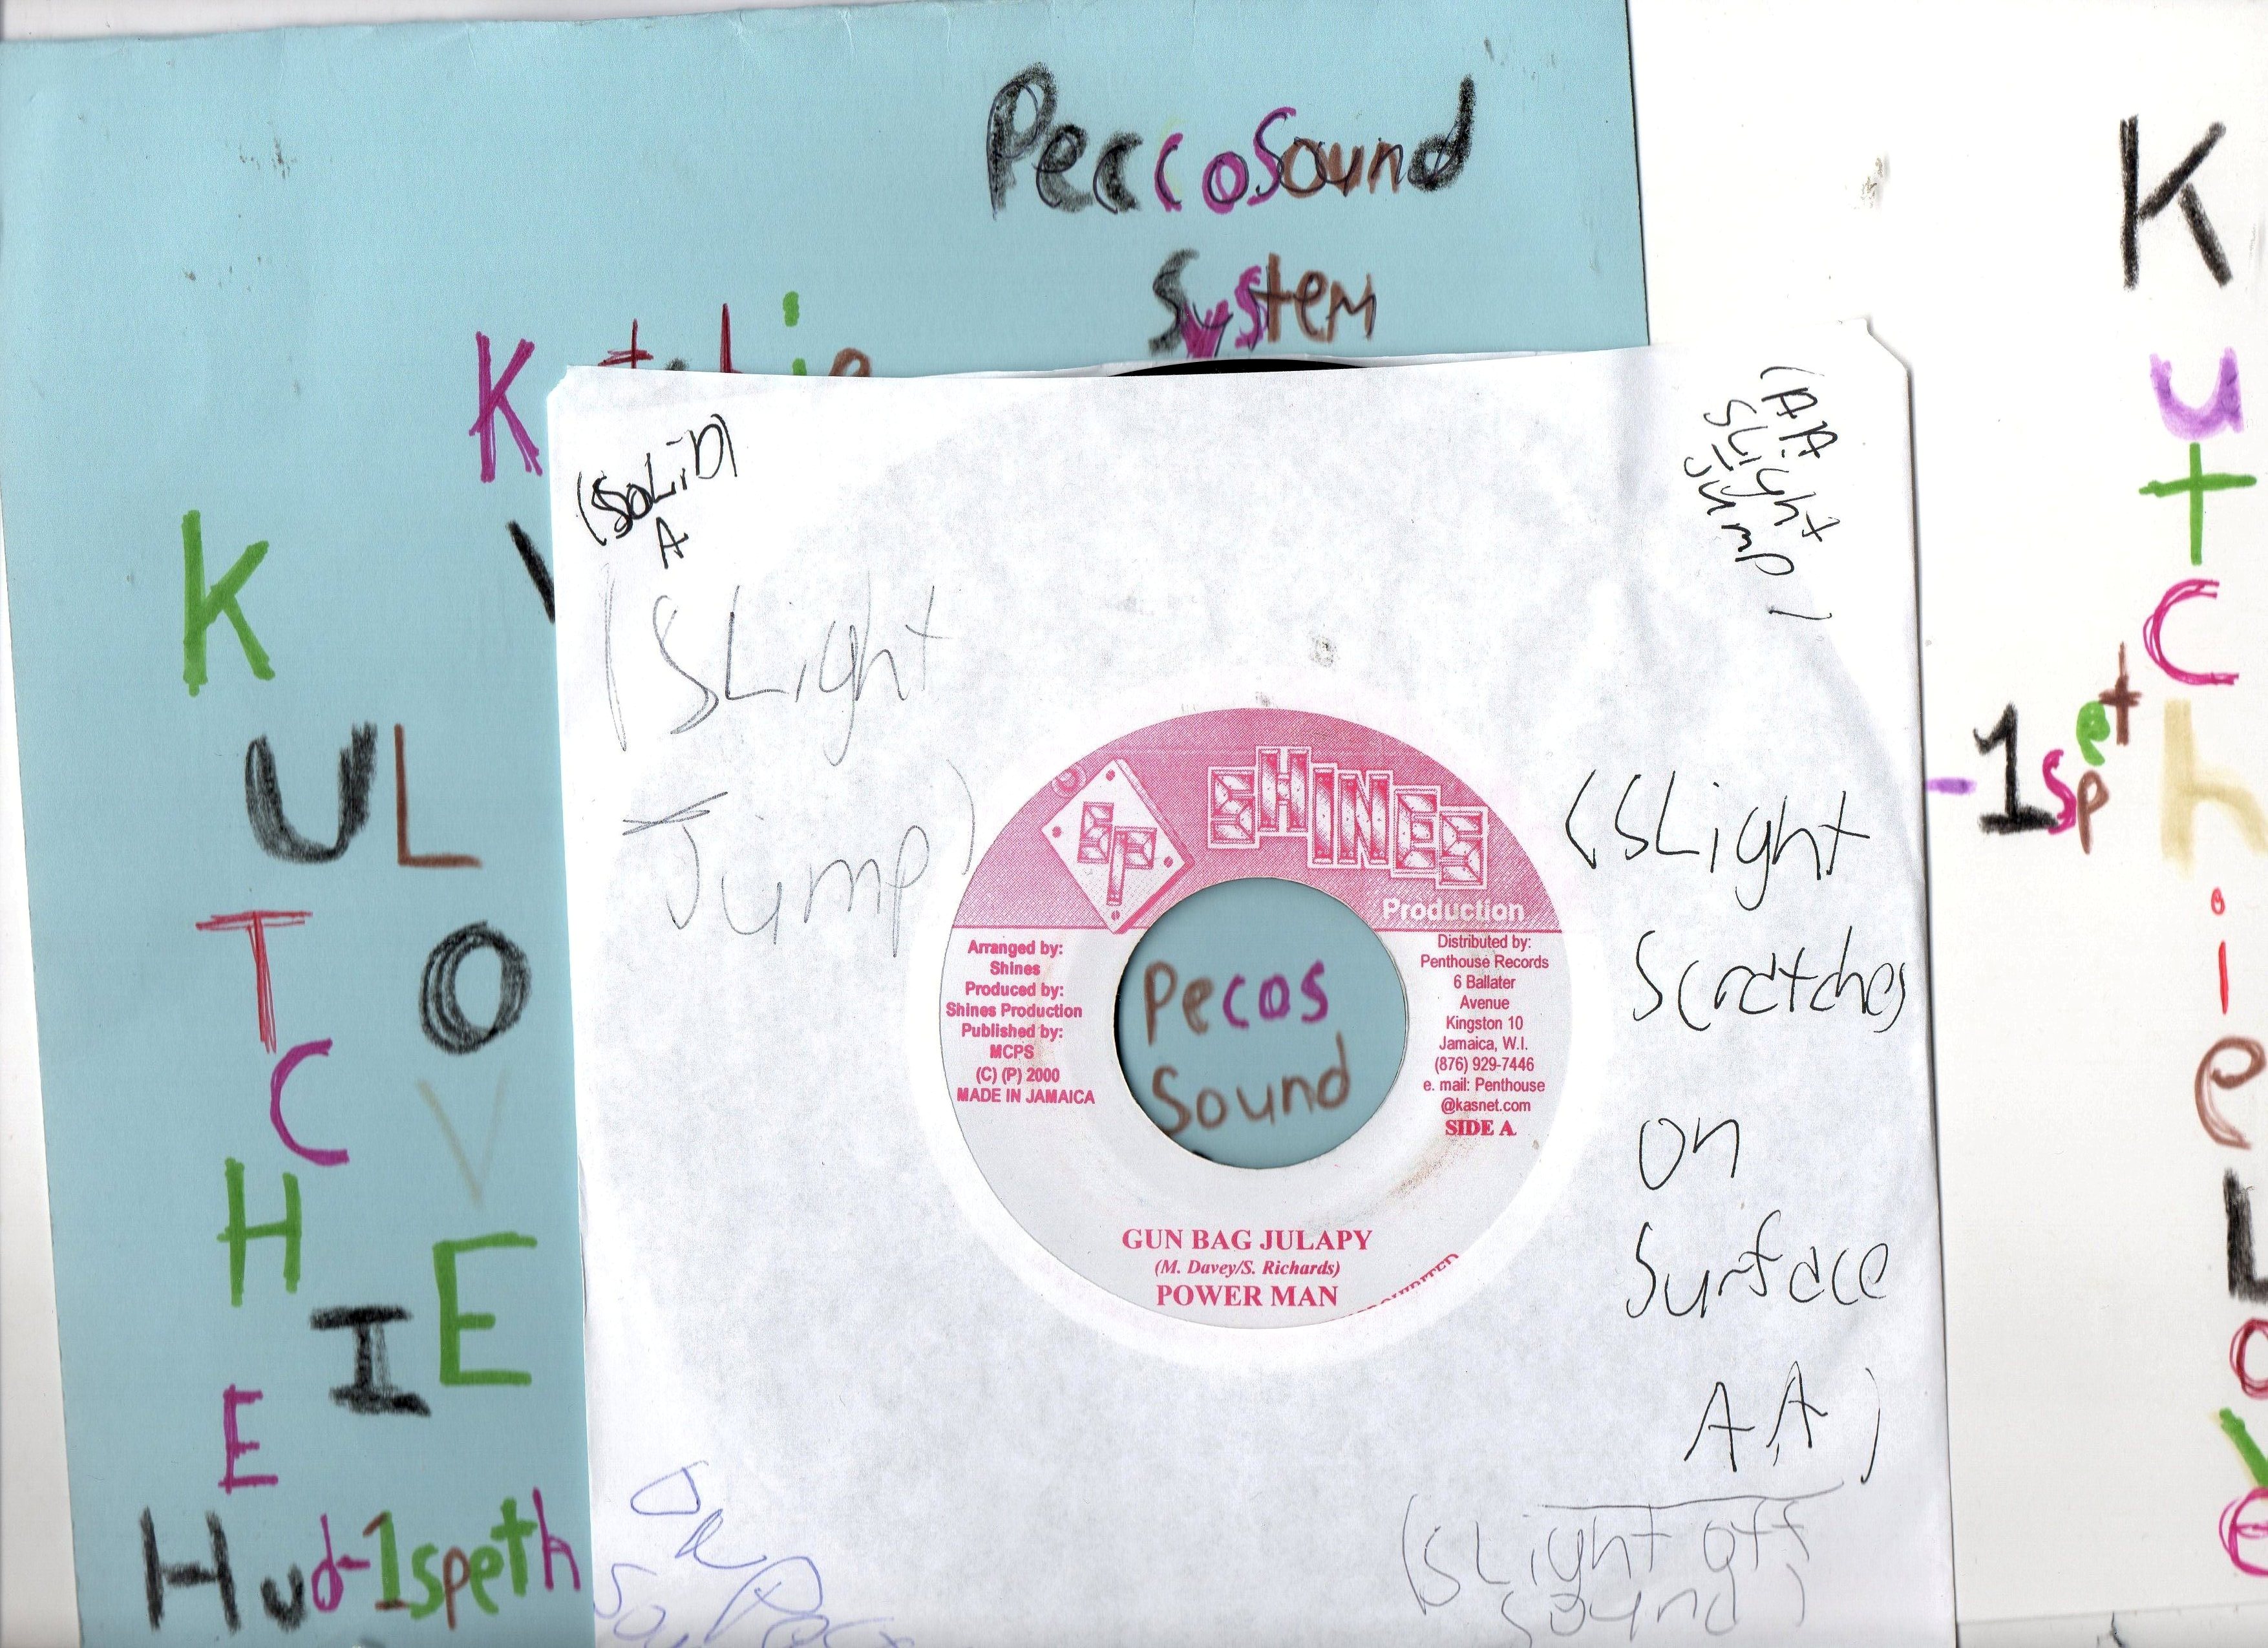 Peccosound
System
K
K
U L
T O
C V
H E
I
E
Hud-1speth
(SoLiD)
A
(SLight
Jump)
(AA
SLight
Jump)
(SLight
Scratches
on
Surface
AA)
(SLight off
Sound)
SP
SHINES
Production
Arranged by:
Shines
Produced by:
Shines Production
Published by:
MCPS
(C) (P) 2000
MADE IN JAMAICA
Distributed by:
Penthouse Records
6 Ballater
Avenue
Kingston 10
Jamaica, W.I.
(876) 929-7446
e. mail: Penthouse
@kasnet.com
SIDE A
Pecos
Sound
GUN BAG JULAPY
(M. Davey/S. Richards)
POWER MAN
-1spet
K
u
t
c
h
i
e
L
o
v
e